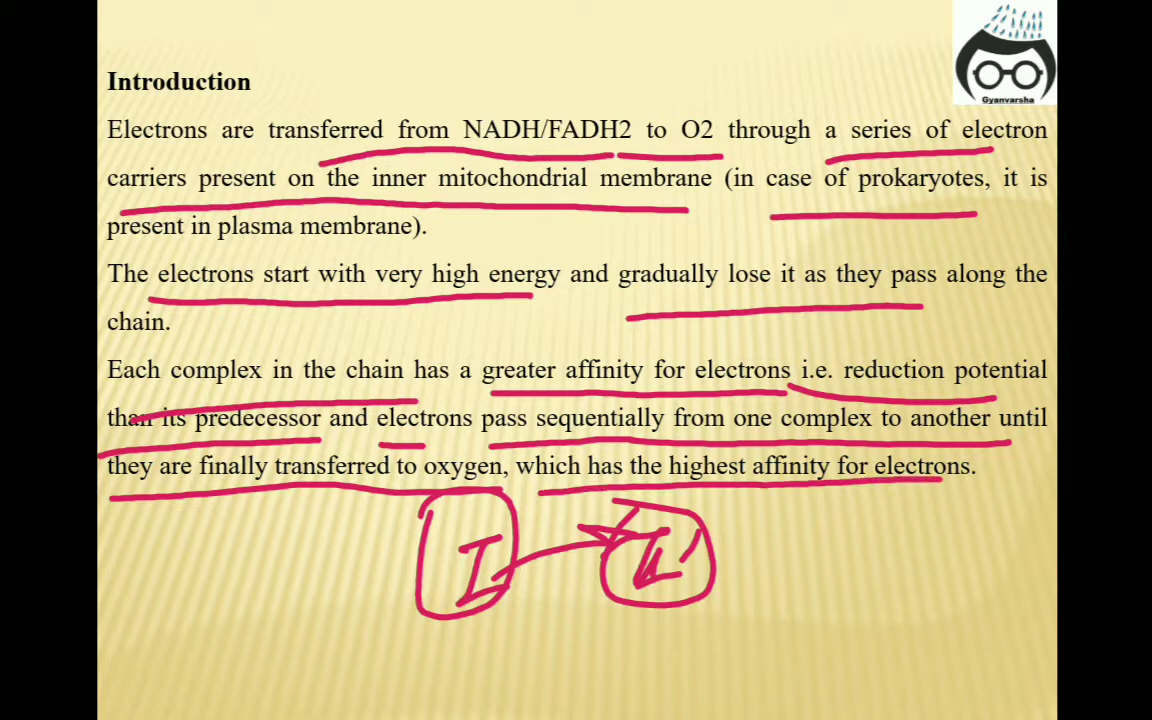 Gyanvarsha
Introduction
Electrons are transferred from NADH/FADH2 to O2 through a series of electron
carriers present on the inner mitochondrial membrane (in case of prokaryotes, it is
present in plasma membrane).
The electrons start with very high energy and gradually lose it as they pass along the
chain.
Each complex in the chain has a greater affinity for electrons i.e. reduction potential
than its predecessor and electrons pass sequentially from one complex to another until
they are finally transferred to oxygen, which has the highest affinity for electrons.
I